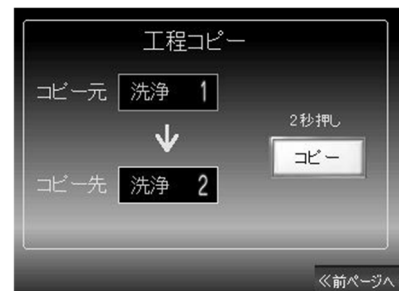 工程コピー
コピー元 洗浄 1
↓
2秒押し
コピー
コピー先 洗浄 2
≪前ページへ